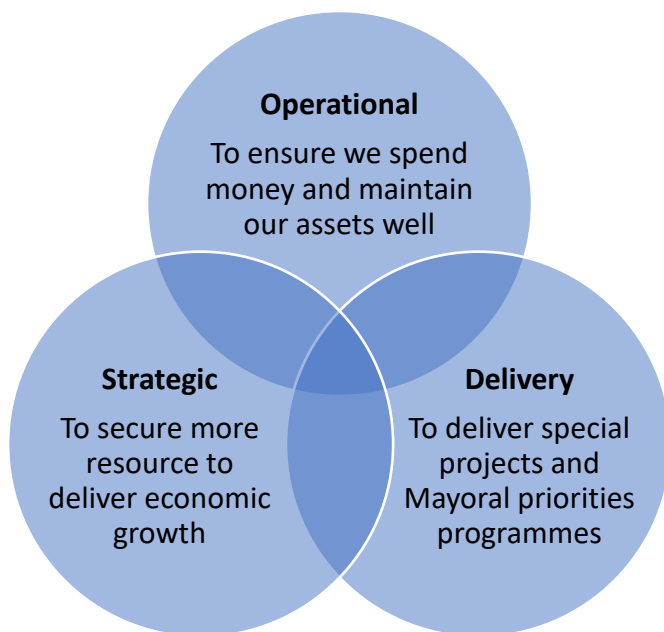 Operational
To ensure we spend
money and maintain
our assets well
Strategic
To secure more
resource to
deliver economic
growth
Delivery
To deliver special
projects and
Mayoral priorities
programmes